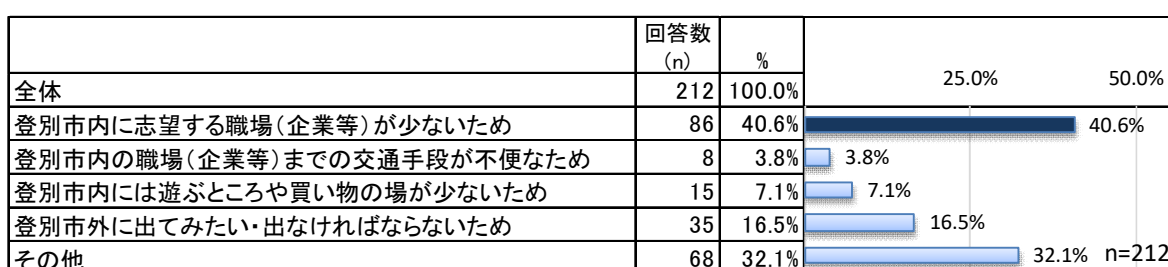 回答数
(n) %
全体 212 100.0% 25.0% 50.0%
登別市内に志望する職場(企業等)が少ないため 86 40.6% 40.6%
登別市内の職場(企業等)までの交通手段が不便なため 8 3.8% 3.8%
登別市内には遊ぶところや買い物の場が少ないため 15 7.1% 7.1%
登別市外に出てみたい・出なければならないため 35 16.5% 16.5%
その他 68 32.1% 32.1% n=212